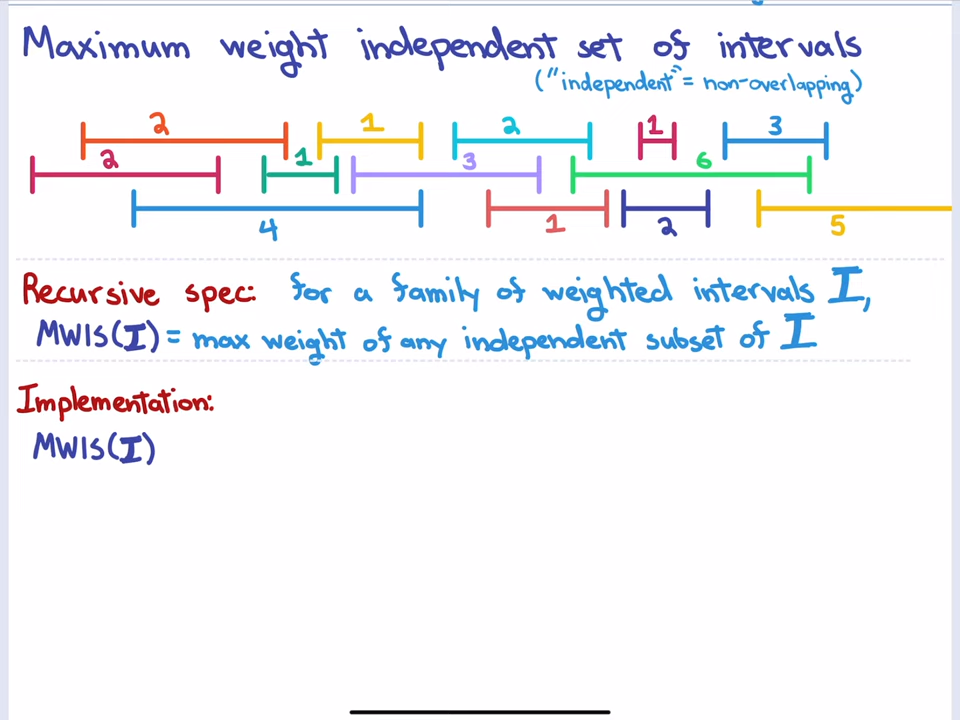 Maximum weight independent set of intervals
("independent" = non-overlapping)
2 1 2 1 3
2 1 3 6
4 1 2 5
Recursive spec: for a family of weighted intervals I,
MWIS(I) = max weight of any independent subset of I
Implementation:
MWIS(I)